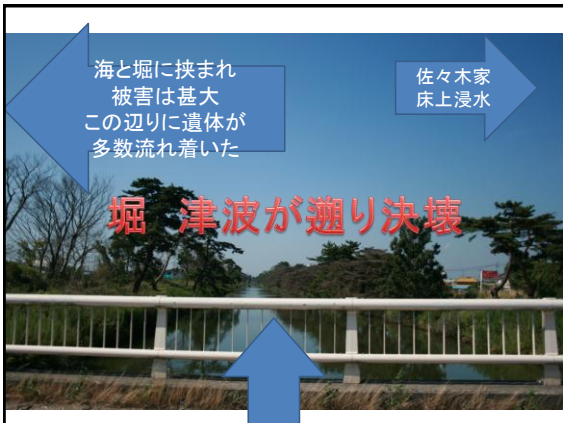 海と堀に挟まれ
被害は甚大
この辺りに遺体が
多数流れ着いた
佐々木家
床上浸水
堀　津波が遡り決壊